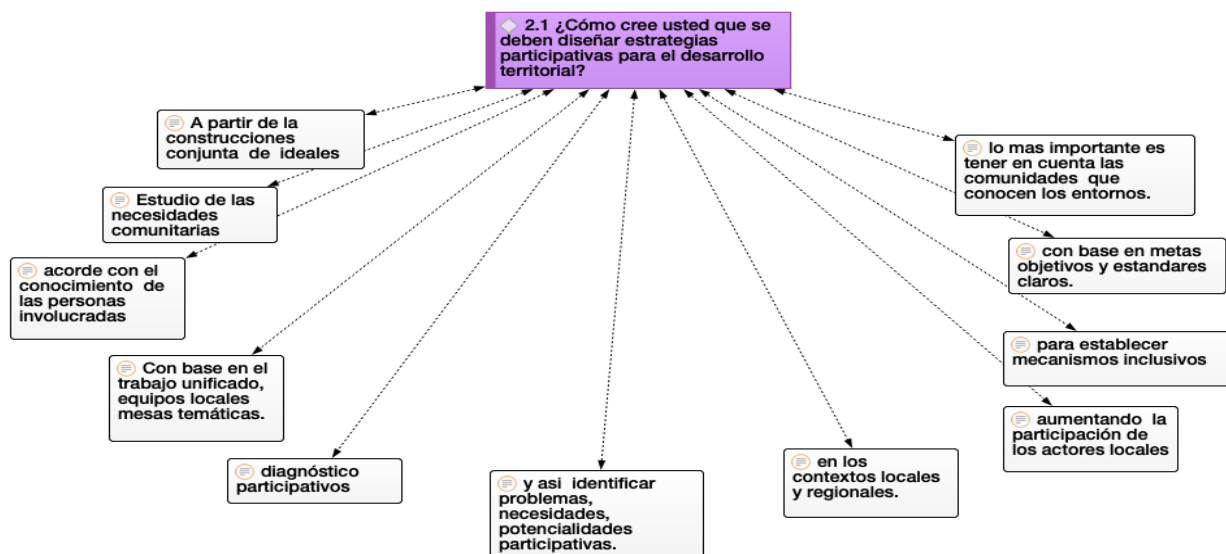 2.1 ¿Cómo cree usted que se
deben diseñar estrategias
participativas para el desarrollo
territorial?
A partir de la
construcciones
conjunta de ideales
Estudio de las
necesidades
comunitarias
acorde con el
conocimiento de
las personas
involucradas
Con base en el
trabajo unificado,
equipos locales
mesas temáticas.
diagnóstico
participativos
y asi identificar
problemas,
necesidades,
potencialidades
participativas.
en los
contextos locales
y regionales.
aumentando la
participación de
los actores locales
para establecer
mecanismos inclusivos
con base en metas
objetivos y estandares
claros.
lo mas importante es
tener en cuenta las
comunidades que
conocen los entornos.